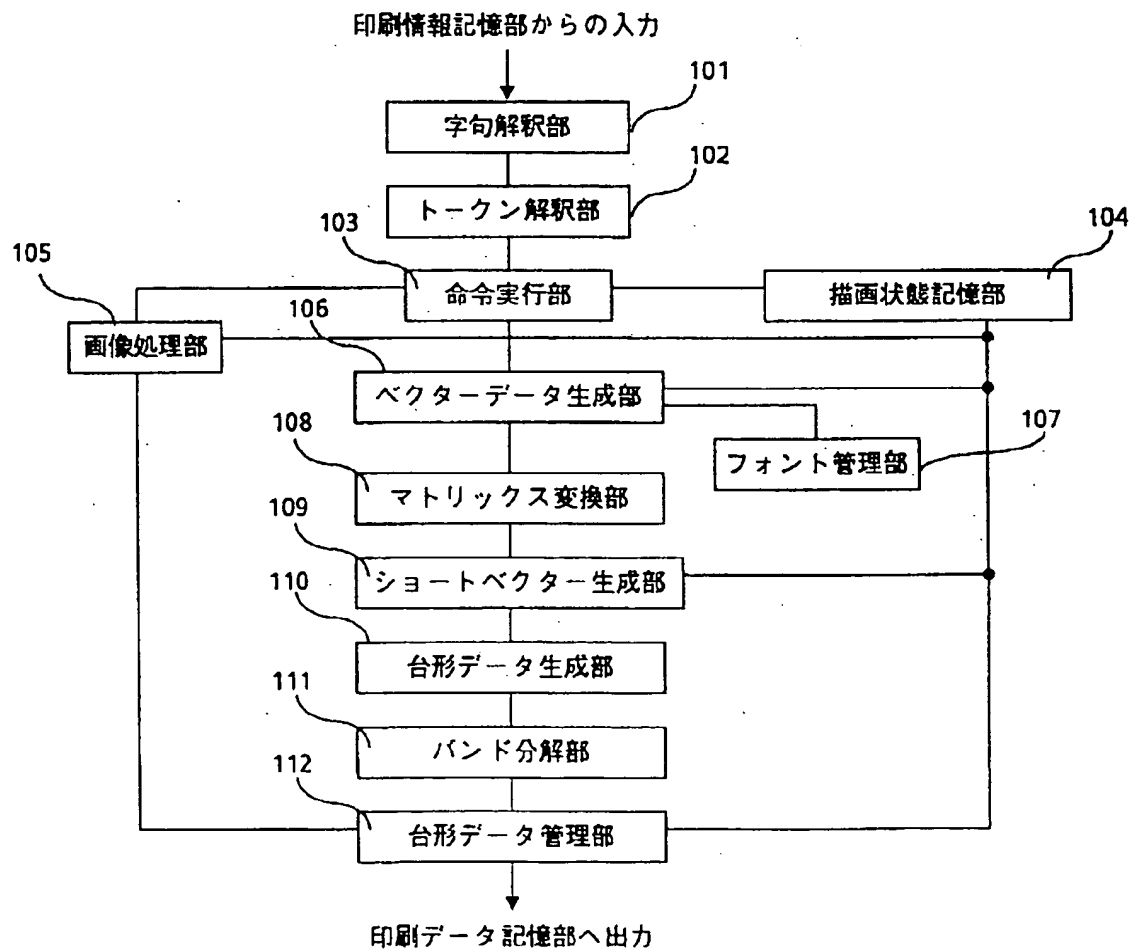 印刷情報記憶部からの入力
101
字句解釈部
102
トークン解釈部
103
104
105
命令実行部
描画状態記憶部
106
画像処理部
ベクターデータ生成部
107
108
フォント管理部
マトリックス変換部
109
ショートベクター生成部
110
台形データ生成部
111
バンド分解部
112
台形データ管理部
印刷データ記憶部へ出力